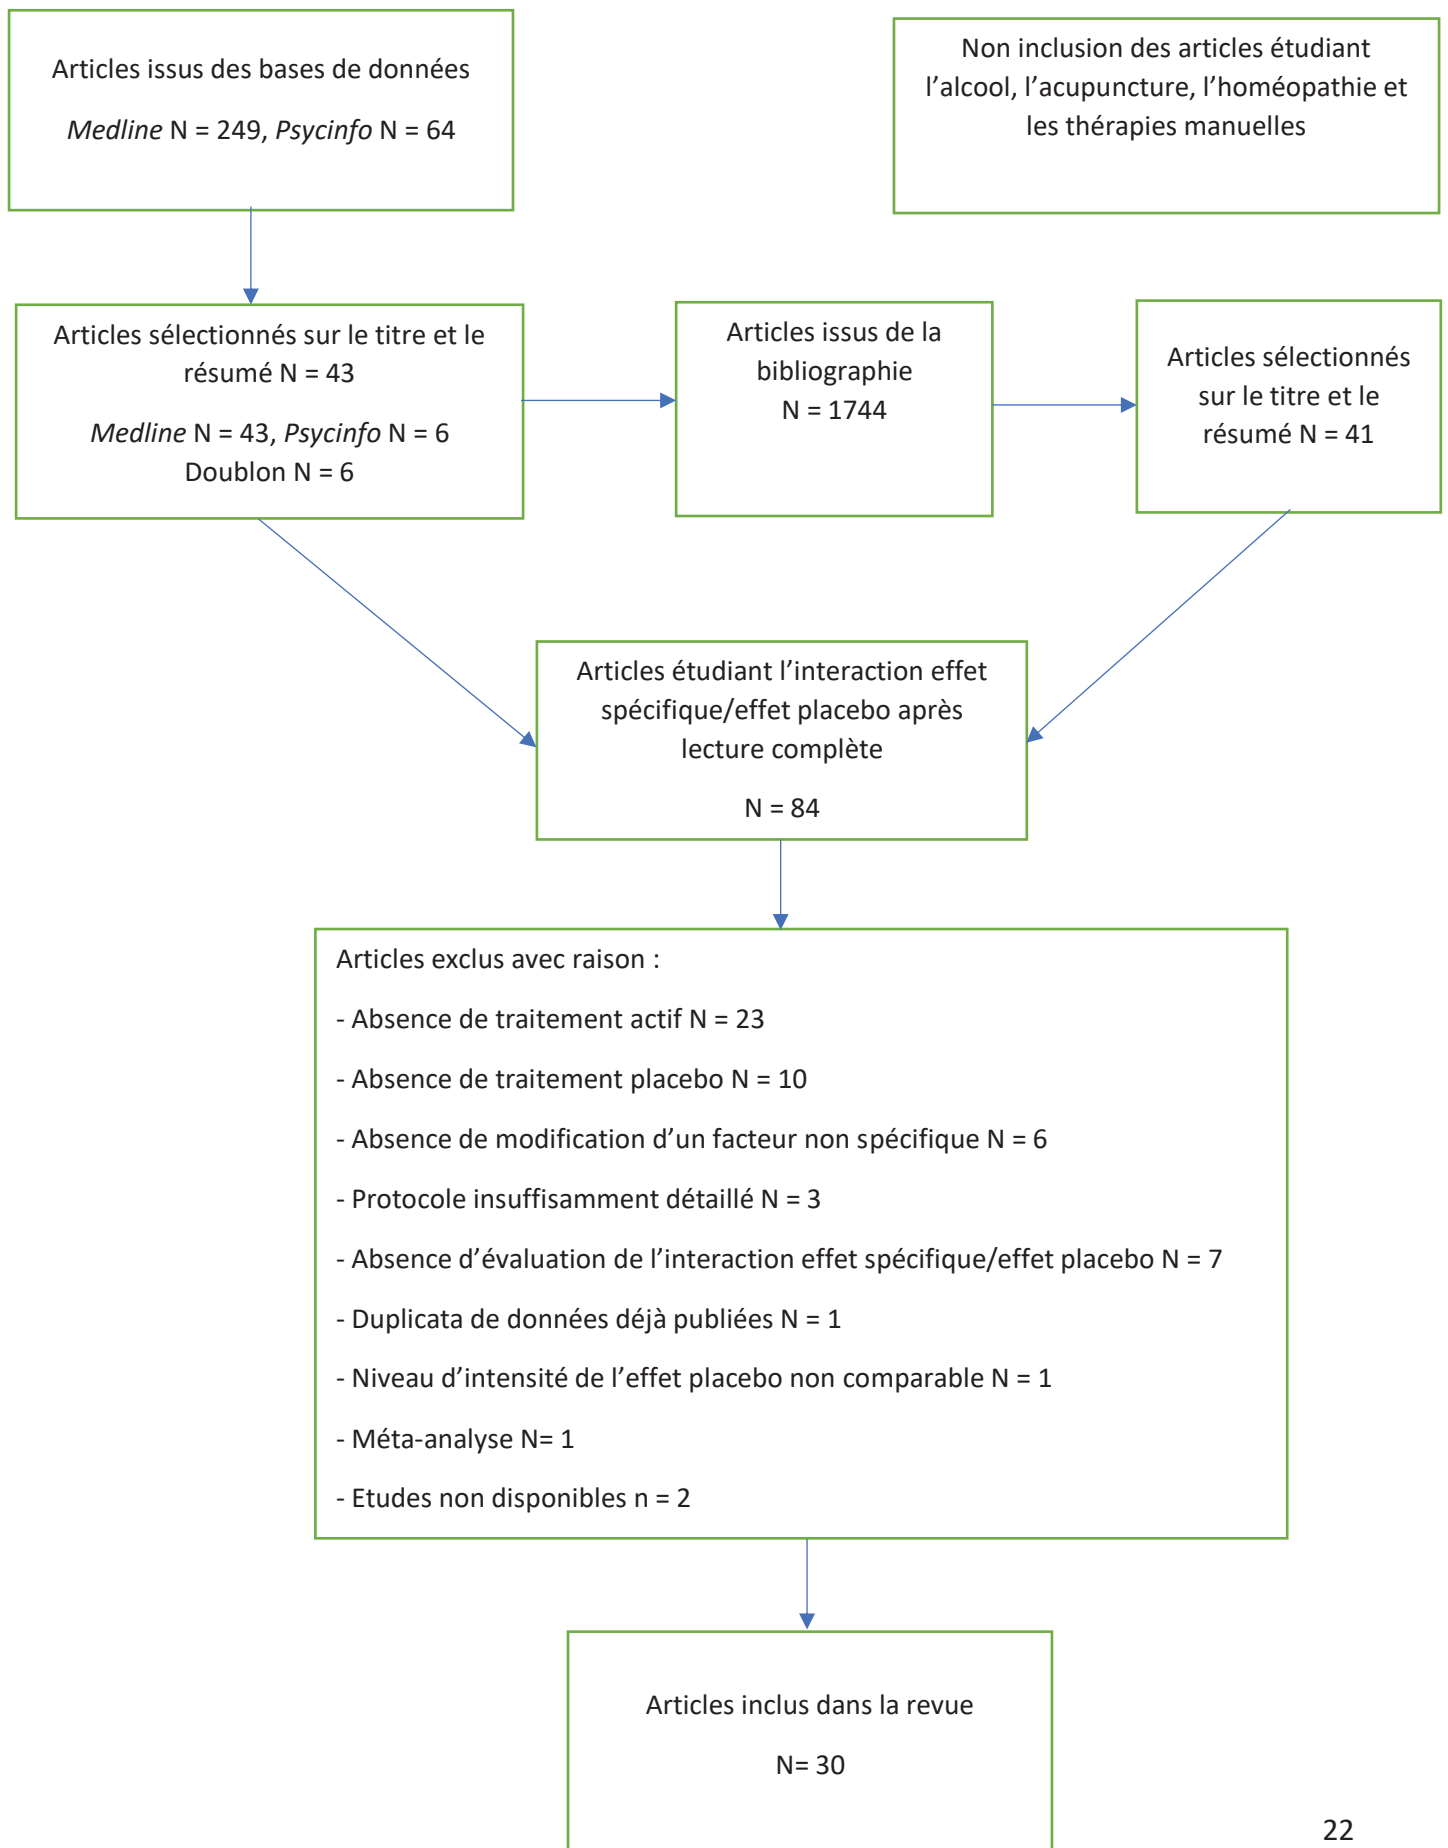 Articles issus des bases de données
Medline N = 249, Psycinfo N = 64
Non inclusion des articles étudiant
l’alcool, l’acupuncture, l’homéopathie et
les thérapies manuelles
Articles sélectionnés sur le titre et le
résumé N = 43
Medline N = 43, Psycinfo N = 6
Doublon N = 6
Articles issus de la
bibliographie
N = 1744
Articles sélectionnés
sur le titre et le
résumé N = 41
Articles étudiant l’interaction effet
spécifique/effet placebo après
lecture complète
N = 84
Articles exclus avec raison :
- Absence de traitement actif N = 23
- Absence de traitement placebo N = 10
- Absence de modification d’un facteur non spécifique N = 6
- Protocole insuffisamment détaillé N = 3
- Absence d’évaluation de l’interaction effet spécifique/effet placebo N = 7
- Duplicata de données déjà publiées N = 1
- Niveau d’intensité de l’effet placebo non comparable N = 1
- Méta-analyse N= 1
- Etudes non disponibles n = 2
Articles inclus dans la revue
N= 30
22